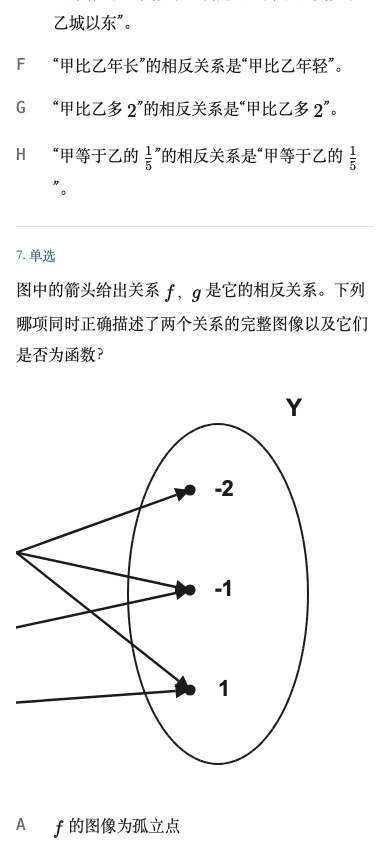 乙城以东”。
F “甲比乙年长”的相反关系是“甲比乙年轻”。
G “甲比乙多 2”的相反关系是“甲比乙多 2”。
H “甲等于乙的 1/5”的相反关系是“甲等于乙的 1/5
”。
7. 单选
图中的箭头给出关系 f，g 是它的相反关系。下列
哪项同时正确描述了两个关系的完整图像以及它们
是否为函数？
Y
-2
-1
1
A f 的图像为孤立点